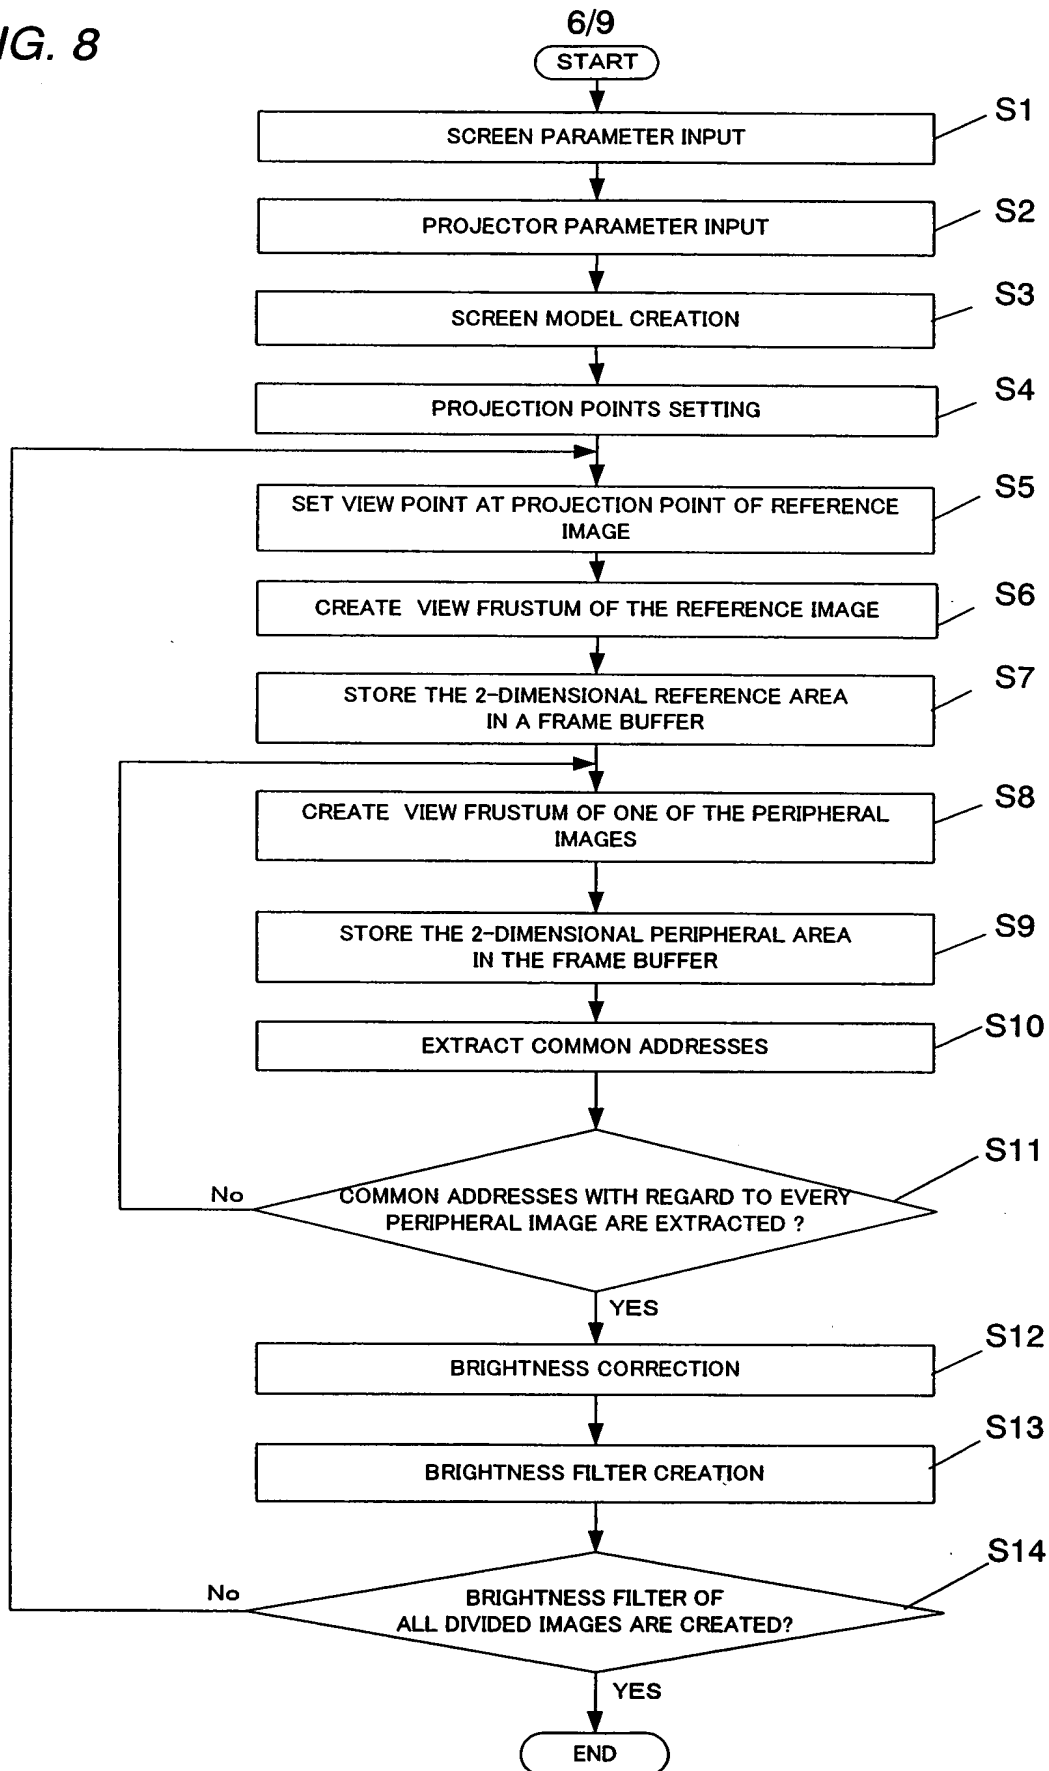 6/9
IG. 8
START
SCREEN PARAMETER INPUT
S1
PROJECTOR PARAMETER INPUT
S2
SCREEN MODEL CREATION
S3
PROJECTION POINTS SETTING
S4
SET VIEW POINT AT PROJECTION POINT OF REFERENCE
IMAGE
S5
CREATE VIEW FRUSTUM OF THE REFERENCE IMAGE
S6
STORE THE 2-DIMENSIONAL REFERENCE AREA
IN A FRAME BUFFER
S7
CREATE VIEW FRUSTUM OF ONE OF THE PERIPHERAL
IMAGES
S8
STORE THE 2-DIMENSIONAL PERIPHERAL AREA
IN THE FRAME BUFFER
S9
EXTRACT COMMON ADDRESSES
S10
COMMON ADDRESSES WITH REGARD TO EVERY
PERIPHERAL IMAGE ARE EXTRACTED ?
S11
No
YES
BRIGHTNESS CORRECTION
S12
BRIGHTNESS FILTER CREATION
S13
BRIGHTNESS FILTER OF
ALL DIVIDED IMAGES ARE CREATED?
S14
No
YES
END